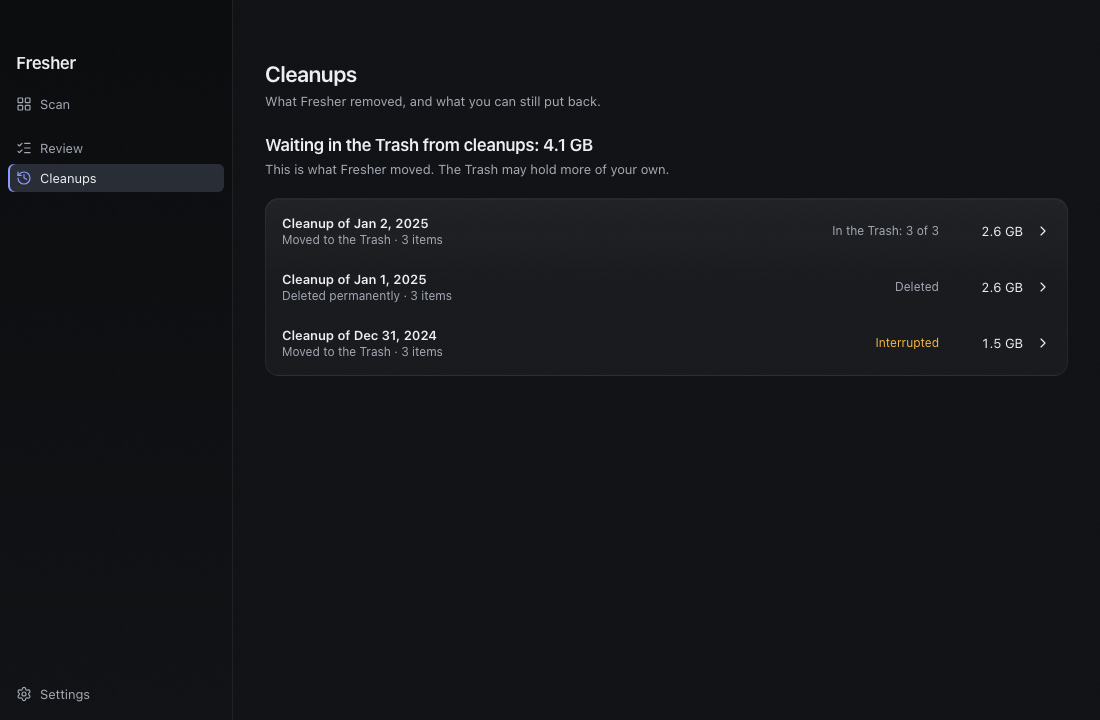 Fresher
Scan
Review
Cleanups
Settings
Cleanups
What Fresher removed, and what you can still put back.
Waiting in the Trash from cleanups: 4.1 GB
This is what Fresher moved. The Trash may hold more of your own.
Cleanup of Jan 2, 2025
Moved to the Trash · 3 items
In the Trash: 3 of 3
2.6 GB
Cleanup of Jan 1, 2025
Deleted permanently · 3 items
Deleted
2.6 GB
Cleanup of Dec 31, 2024
Moved to the Trash · 3 items
Interrupted
1.5 GB